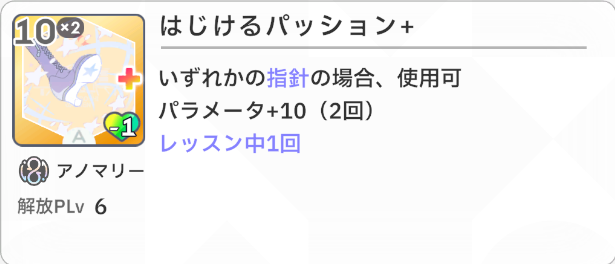 10×2
はじけるパッション+
いずれかの指針の場合、使用可
パラメータ+10（2回）
レッスン中1回
-1
A
アノマリー
解放PLv 6